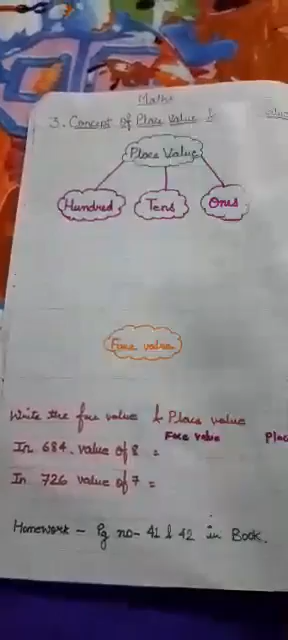 Maths
3. Concept of Place Value &
Place Value
Hundred Tens Ones
Face value
Write the face value & Place value
Face value Plac
In 684. value of 8 =
In 726 value of 7 =
Homework - Pg no- 41 & 42 in Book.